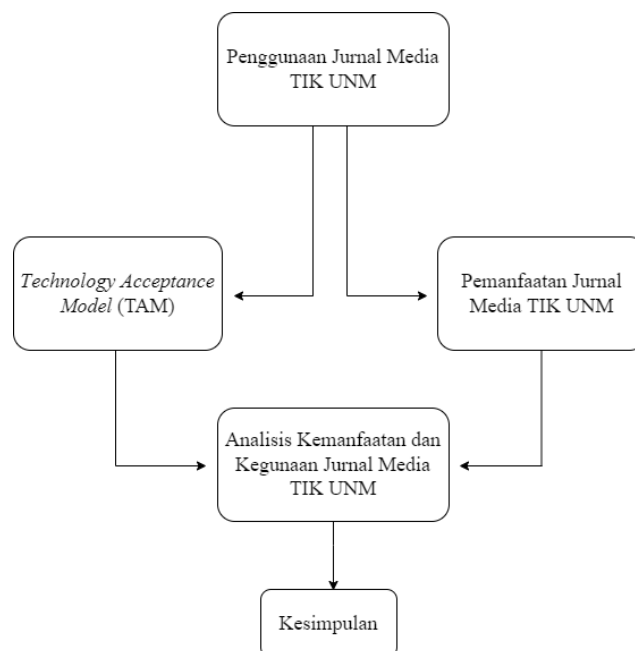 Penggunaan Jurnal Media
TIK UNM
Technology Acceptance
Model (TAM)
Pemanfaatan Jurnal
Media TIK UNM
Analisis Kemanfaatan dan
Kegunaan Jurnal Media
TIK UNM
Kesimpulan